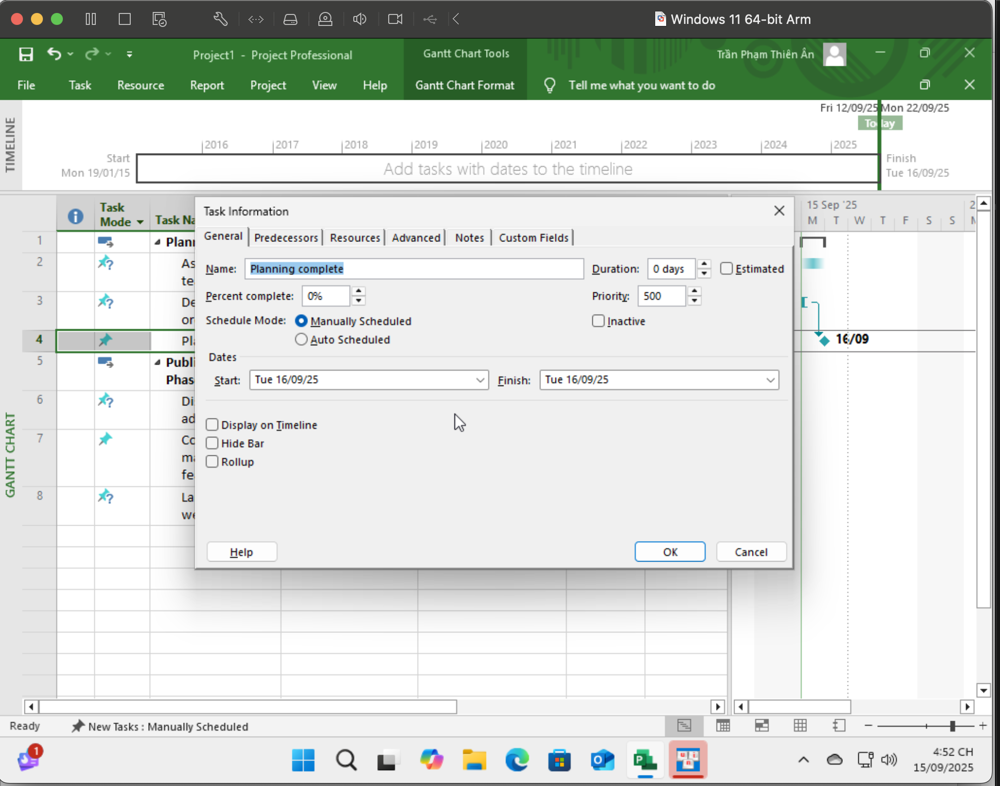 Windows 11 64-bit Arm
Project1 - Project Professional
Gantt Chart Tools
Trần Phạm Thiên Ân
File Task Resource Report Project View Help Gantt Chart Format Tell me what you want to do
TIMELINE
Fri 12/09/25 Mon 22/09/25
Today
2016 2017 2018 2019 2020 2021 2022 2023 2024 2025
Start
Mon 19/01/15
Add tasks with dates to the timeline
Finish
Tue 16/09/25
GANTT CHART
Task
Mode
Task Na
15 Sep '25 2
M T W T F S S M
1 Plann
2 As
te
3 De
or
4 Pla
5 Publi
Phas
6 Di
ad
7 Co
ma
fe
8 La
we
16/09
Task Information
General Predecessors Resources Advanced Notes Custom Fields
Name: Planning complete Duration: 0 days Estimated
Percent complete: 0% Priority: 500
Schedule Mode: Manually Scheduled Inactive
Auto Scheduled
Dates
Start: Tue 16/09/25 Finish: Tue 16/09/25
Display on Timeline
Hide Bar
Rollup
Help OK Cancel
Ready New Tasks : Manually Scheduled
1
4:52 CH
15/09/2025